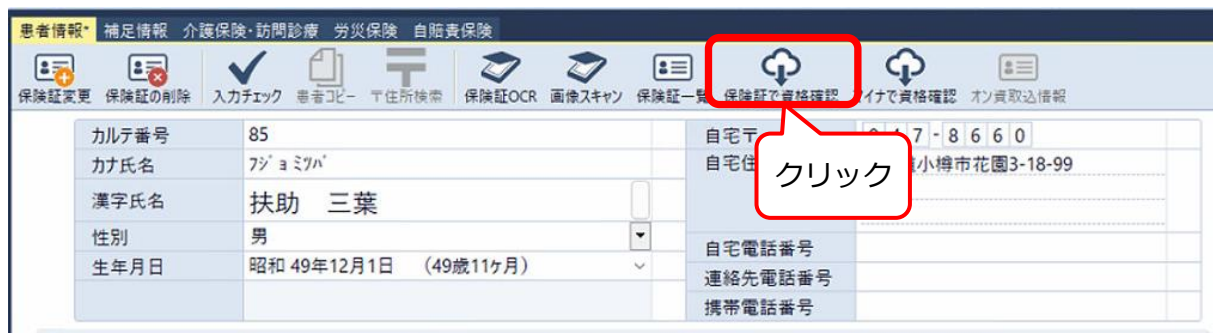 患者情報* 補足情報 介護保険・訪問診療 労災保険 自賠責保険
保険証変更 保険証の削除 入力チェック 患者コピー 〒住所検索 保険証OCR 画像スキャン 保険証一覧 保険証で資格確認 マイナで資格確認 オン資取込情報
カルテ番号 85 自宅〒 7-8660
カナ氏名 フジョ ミツバ 自宅住 小樽市花園3-18-99
クリック
漢字氏名 扶助 三葉
性別 男
自宅電話番号
生年月日 昭和 49年12月1日 (49歳11ヶ月)
連絡先電話番号
携帯電話番号